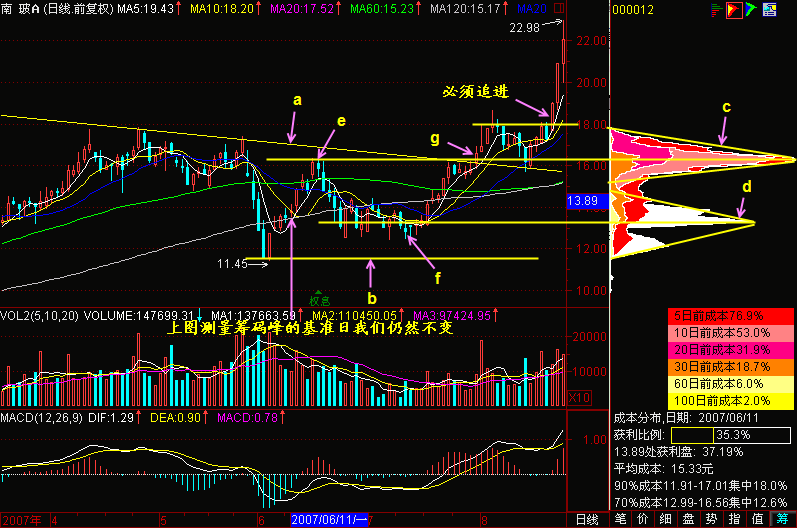 南 玻A (日线.前复权) MA5:19.43 MA10:18.20 MA20:17.52 MA60:15.23 MA120:15.17 MA20
000012
22.98
22.00
20.00
必须追进
a
e
g
c
18.00
16.00
d
13.89
12.00
11.45
f
b
10.00
权息
VOL2(5,10,20) VOLUME:147699.31 MA1:137663.59 MA2:110450.05 MA3:97424.95
上图测量筹码峰的基准日我们仍然不变
20000
10000
X10
5日前成本76.9%
10日前成本53.0%
20日前成本31.9%
30日前成本18.7%
60日前成本6.0%
100日前成本2.0%
MACD(12,26,9) DIF:1.29 DEA:0.90 MACD:0.78
1.00
成本分布,日期: 2007/06/11
获利比例: 35.3%
13.89处获利盘: 37.19%
平均成本: 15.33元
90%成本11.91-17.01集中18.0%
70%成本12.99-16.56集中12.6%
2007年 4 5 6 2007/06/11/一 7 8 日线
笔 价 细 盘 势 指 值 筹